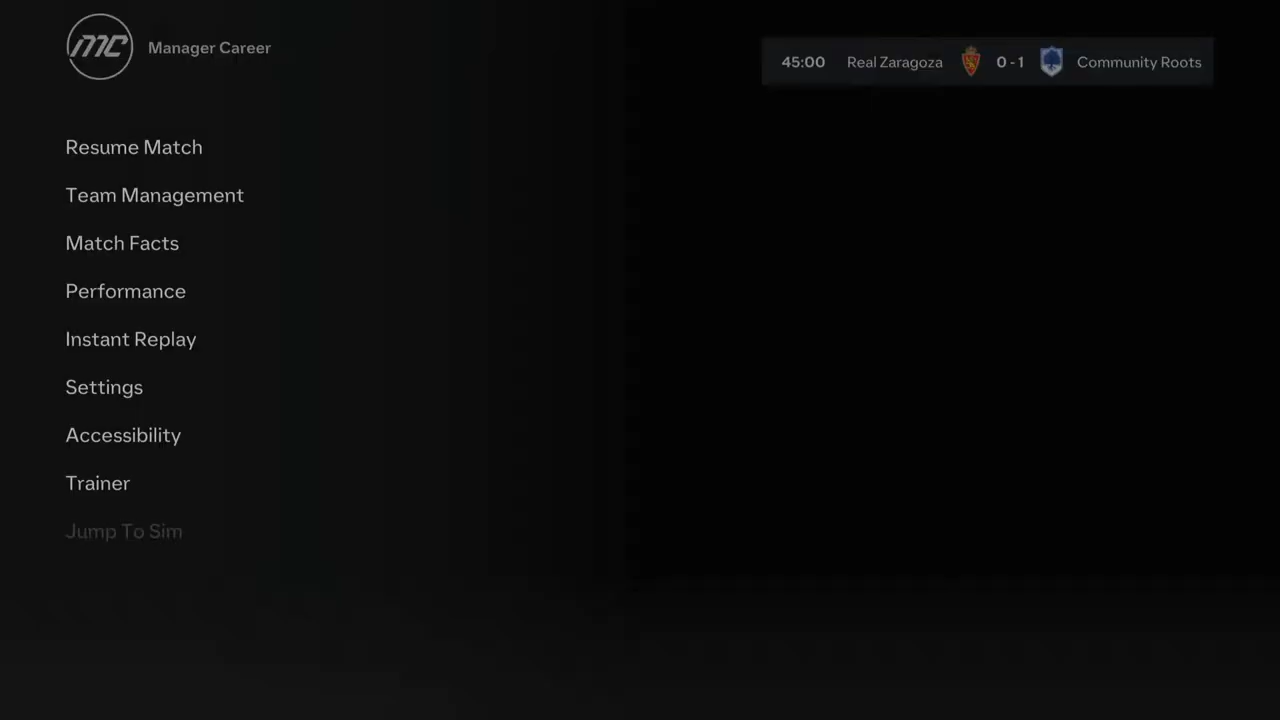 MC Manager Career
45:00 Real Zaragoza 0 - 1 Community Roots
Resume Match
Team Management
Match Facts
Performance
Instant Replay
Settings
Accessibility
Trainer
Jump To Sim